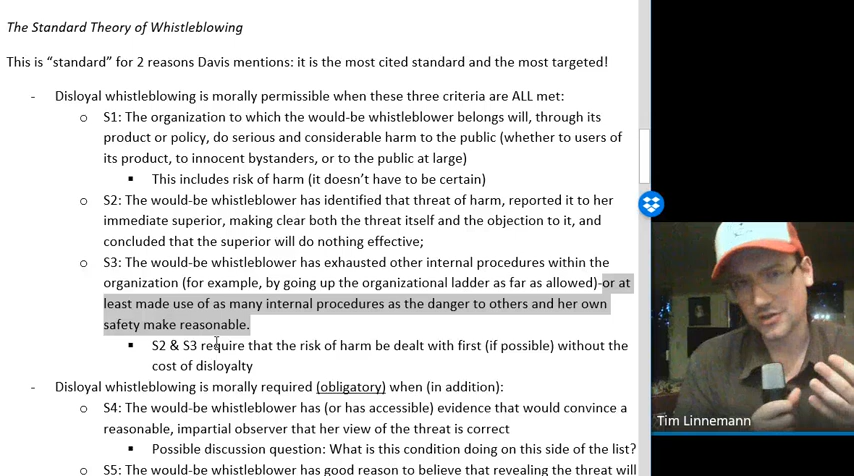 The Standard Theory of Whistleblowing
This is “standard” for 2 reasons Davis mentions: it is the most cited standard and the most targeted!
- Disloyal whistleblowing is morally permissible when these three criteria are ALL met:
o S1: The organization to which the would-be whistleblower belongs will, through its
product or policy, do serious and considerable harm to the public (whether to users of
its product, to innocent bystanders, or to the public at large)
▪ This includes risk of harm (it doesn’t have to be certain)
o S2: The would-be whistleblower has identified that threat of harm, reported it to her
immediate superior, making clear both the threat itself and the objection to it, and
concluded that the superior will do nothing effective;
o S3: The would-be whistleblower has exhausted other internal procedures within the
organization (for example, by going up the organizational ladder as far as allowed)-or at
least made use of as many internal procedures as the danger to others and her own
safety make reasonable.
▪ S2 & S3 require that the risk of harm be dealt with first (if possible) without the
cost of disloyalty
- Disloyal whistleblowing is morally required (obligatory) when (in addition):
o S4: The would-be whistleblower has (or has accessible) evidence that would convince a
reasonable, impartial observer that her view of the threat is correct
▪ Possible discussion question: What is this condition doing on this side of the list?
o S5: The would-be whistleblower has good reason to believe that revealing the threat will
Tim Linnemann